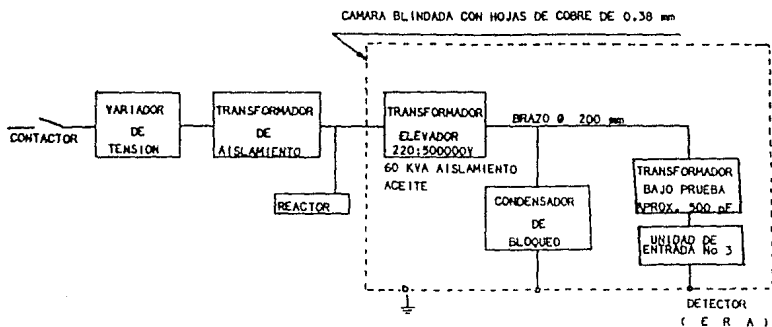 CAMARA BLINDADA CON HOJAS DE COBRE DE 0.38 mm
CONTACTOR
VARIADOR
DE
TENSION
TRANSFORMADOR
DE
AISLAMIENTO
REACTOR
TRANSFORMADOR
ELEVADOR
220:500000V
60 KVA AISLAMIENTO
ACEITE
BRAZO Ø 200 mm
CONDENSADOR
DE
BLOQUEO
TRANSFORMADOR
BAJO PRUEBA
APROX. 500 pF
UNIDAD DE
ENTRADA No 3
DETECTOR
( E R A )